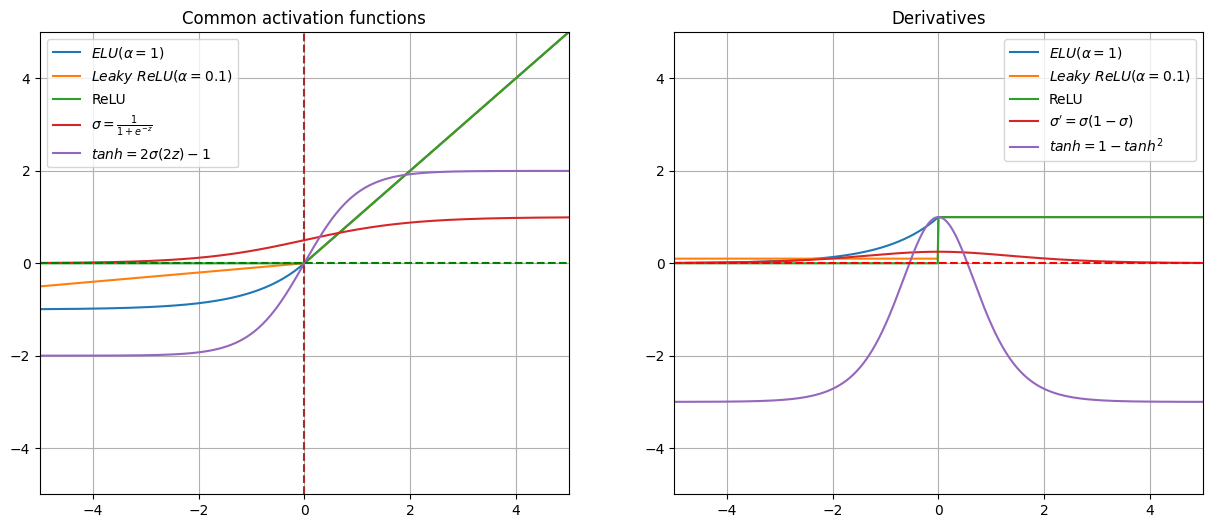 Common activation functions
ELU(α = 1)
Leaky ReLU(α = 0.1)
ReLU
σ = 1/(1 + e^{-z})
tanh = 2σ(2z) − 1
4
2
0
−2
−4
−4
−2
0
2
4
Derivatives
ELU(α = 1)
Leaky ReLU(α = 0.1)
ReLU
σ′ = σ(1 − σ)
tanh = 1 − tanh²
4
2
0
−2
−4
−4
−2
0
2
4